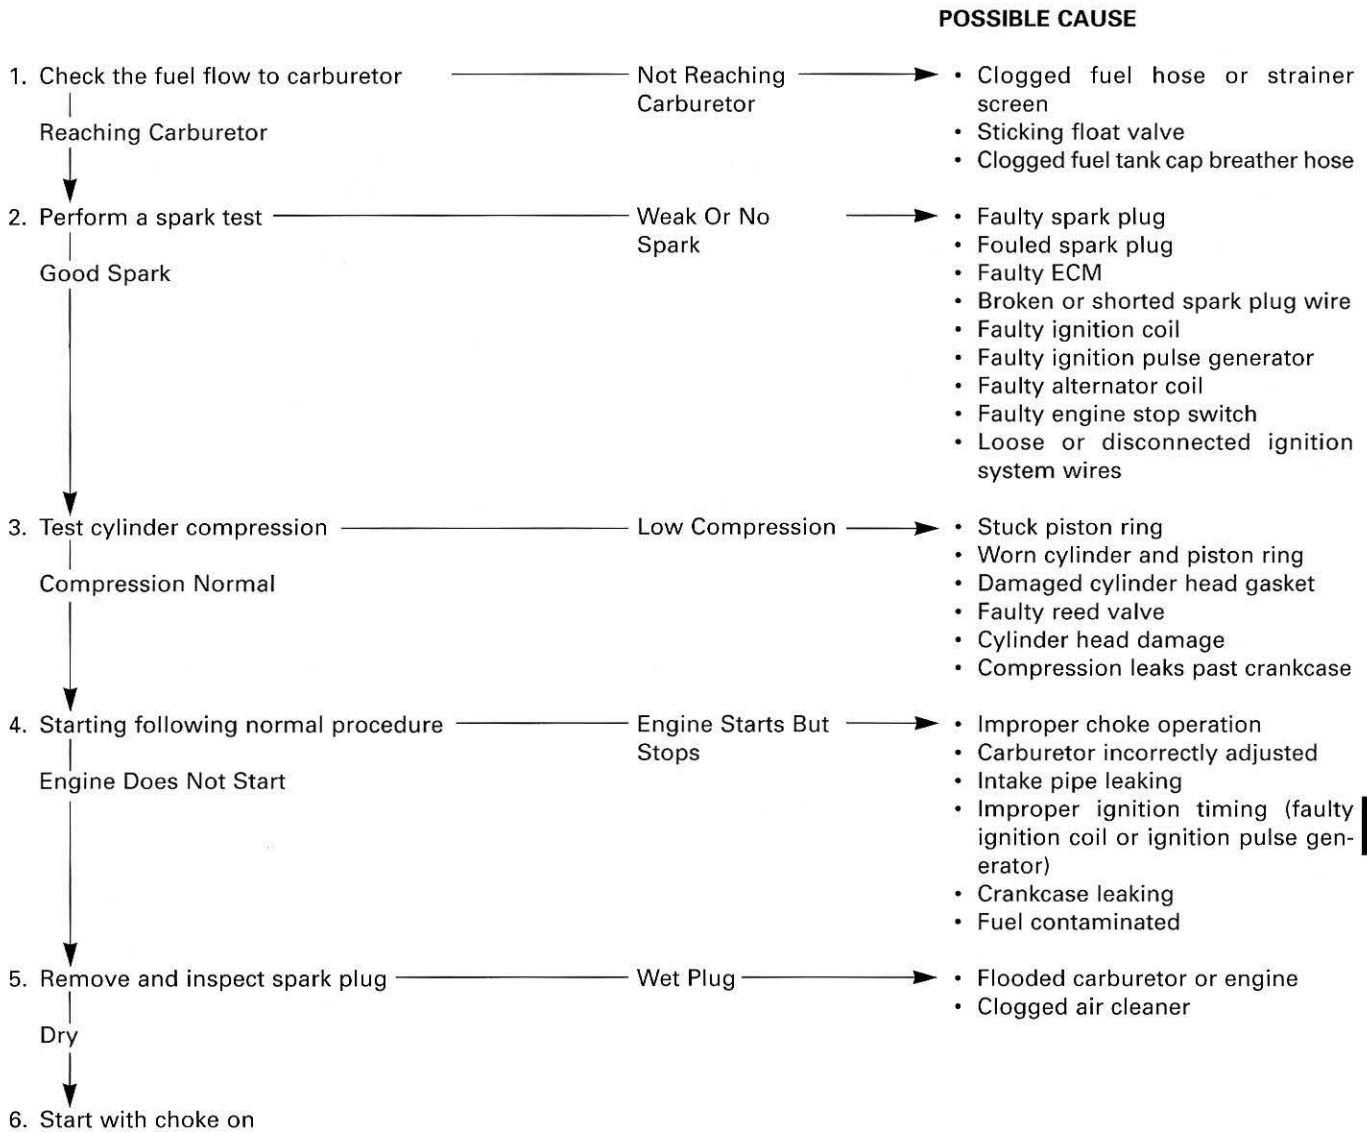 POSSIBLE CAUSE
1. Check the fuel flow to carburetor
Not Reaching
Carburetor
• Clogged fuel hose or strainer
screen
• Sticking float valve
• Clogged fuel tank cap breather hose
Reaching Carburetor
2. Perform a spark test
Weak Or No
Spark
• Faulty spark plug
• Fouled spark plug
• Faulty ECM
• Broken or shorted spark plug wire
• Faulty ignition coil
• Faulty ignition pulse generator
• Faulty alternator coil
• Faulty engine stop switch
• Loose or disconnected ignition
system wires
Good Spark
3. Test cylinder compression
Low Compression
• Stuck piston ring
• Worn cylinder and piston ring
• Damaged cylinder head gasket
• Faulty reed valve
• Cylinder head damage
• Compression leaks past crankcase
Compression Normal
4. Starting following normal procedure
Engine Starts But
Stops
• Improper choke operation
• Carburetor incorrectly adjusted
• Intake pipe leaking
• Improper ignition timing (faulty
ignition coil or ignition pulse gen-
erator)
• Crankcase leaking
• Fuel contaminated
Engine Does Not Start
5. Remove and inspect spark plug
Wet Plug
• Flooded carburetor or engine
• Clogged air cleaner
Dry
6. Start with choke on